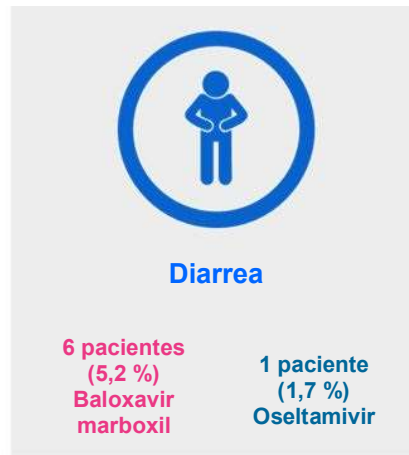 Diarrea
6 pacientes
(5,2 %)
Baloxavir
marboxil
1 paciente
(1,7 %)
Oseltamivir